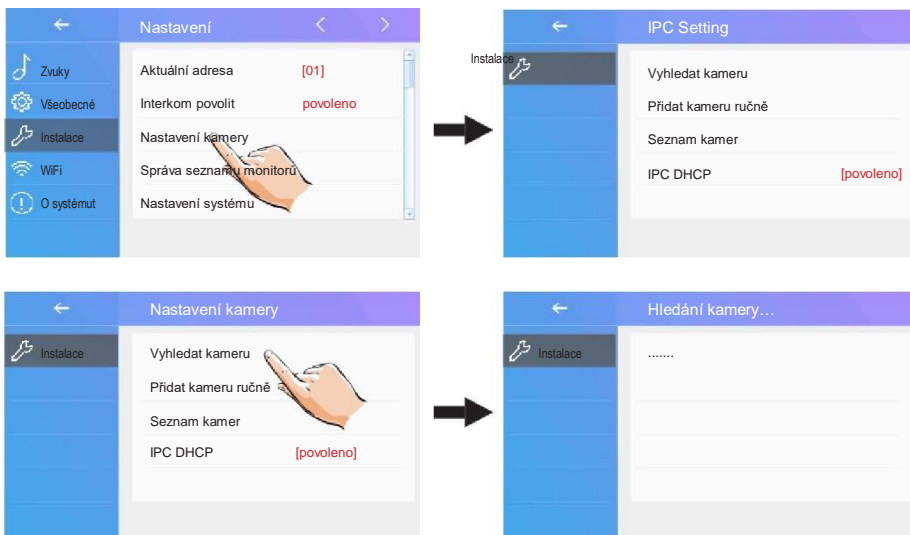 Nastavení
Zvuky
Všeobecné
Instalace
WiFi
O systémut
Aktuální adresa [01]
Interkom povolit povoleno
Nastavení kamery
Správa seznamu monitorů
Nastavení systému
IPC Setting
Instalace
Vyhledat kameru
Přidat kameru ručně
Seznam kamer
IPC DHCP [povoleno]
Nastavení kamery
Instalace
Vyhledat kameru
Přidat kameru ručně
Seznam kamer
IPC DHCP [povoleno]
Hledání kamery…
Instalace
.......